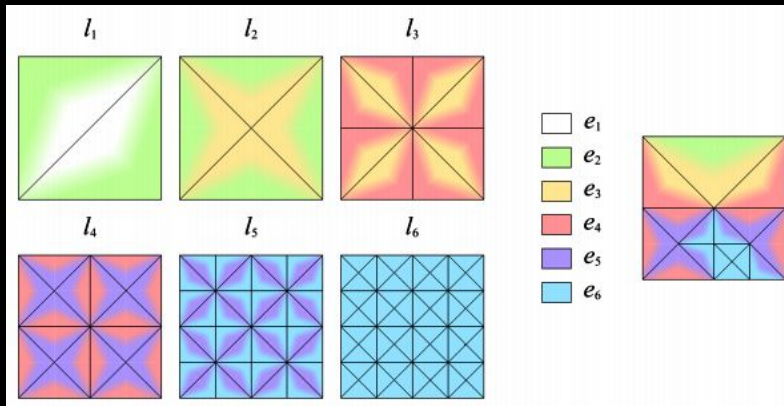 l₁ l₂ l₃
e₁
e₂
e₃
e₄
e₅
e₆
l₄ l₅ l₆